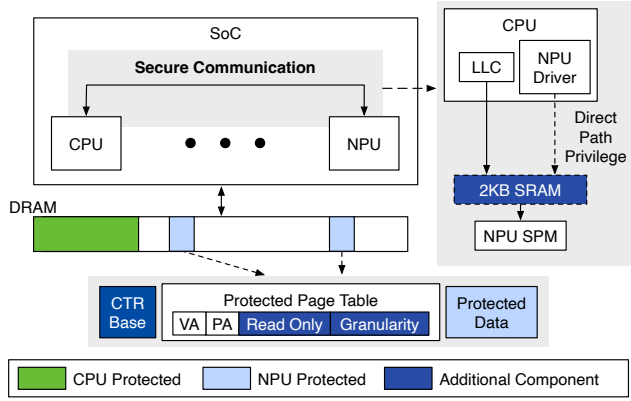 SoC
Secure Communication
CPU
NPU
CPU
LLC
NPU
Driver
Direct
Path
Privilege
2KB SRAM
NPU SPM
DRAM
CTR
Base
Protected Page Table
VA PA Read Only Granularity
Protected
Data
CPU Protected NPU Protected Additional Component